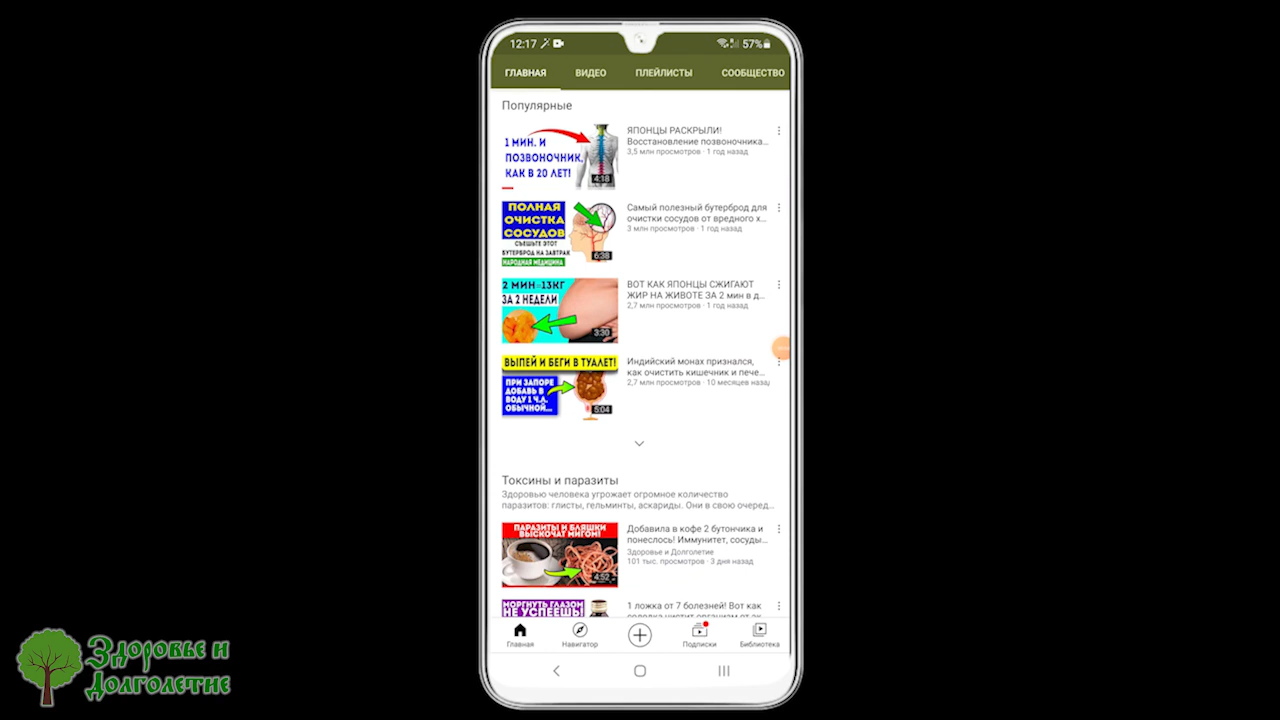 12:17
57%
ГЛАВНАЯ ВИДЕО ПЛЕЙЛИСТЫ СООБЩЕСТВО
Популярные
1 МИН. И
ПОЗВОНОЧНИК,
КАК В 20 ЛЕТ!
4:18
ЯПОНЦЫ РАСКРЫЛИ!
Восстановление позвоночника...
3,5 млн просмотров · 1 год назад
ПОЛНАЯ
ОЧИСТКА
СОСУДОВ
СЪЕШЬТЕ ЭТОТ
БУТЕРБРОД НА ЗАВТРАК
НАРОДНАЯ МЕДИЦИНА
6:38
Самый полезный бутерброд для
очистки сосудов от вредного х...
3 млн просмотров · 1 год назад
2 МИН=13КГ
ЗА 2 НЕДЕЛИ
3:30
ВОТ КАК ЯПОНЦЫ СЖИГАЮТ
ЖИР НА ЖИВОТЕ ЗА 2 мин в д...
2,7 млн просмотров · 1 год назад
ВЫПЕЙ И БЕГИ В ТУАЛЕТ!
ПРИ ЗАПОРЕ
ДОБАВЬ В
ВОДУ 1 Ч.Л.
ОБЫЧНОЙ...
5:04
Индийский монах признался,
как очистить кишечник и пече...
2,7 млн просмотров · 10 месяцев назад
Токсины и паразиты
Здоровью человека угрожает огромное количество
паразитов: глисты, гельминты, аскариды. Они в свою очеред...
ПАРАЗИТЫ И БЛЯШКИ
ВЫСКОЧАТ МИГОМ!
4:52
Добавила в кофе 2 бутончика и
понеслось! Иммунитет, сосуды...
Здоровье и Долголетие
101 тыс. просмотров · 3 дня назад
МОРГНУТЬ ГЛАЗОМ
НЕ УСПЕЕШЬ!
1 ложка от 7 болезней! Вот как
солодка чистит организм от
Главная Навигатор Подписки Библиотека
Здоровье и
Долголетие